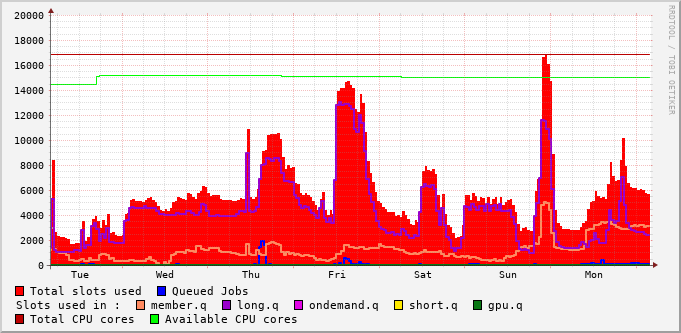 20000
18000
16000
14000
12000
10000
8000
6000
4000
2000
0
Tue Wed Thu Fri Sat Sun Mon
RRDTOOL / TOBI OETIKER
Total slots used Queued Jobs
Slots used in : member.q long.q ondemand.q short.q gpu.q
Total CPU cores Available CPU cores